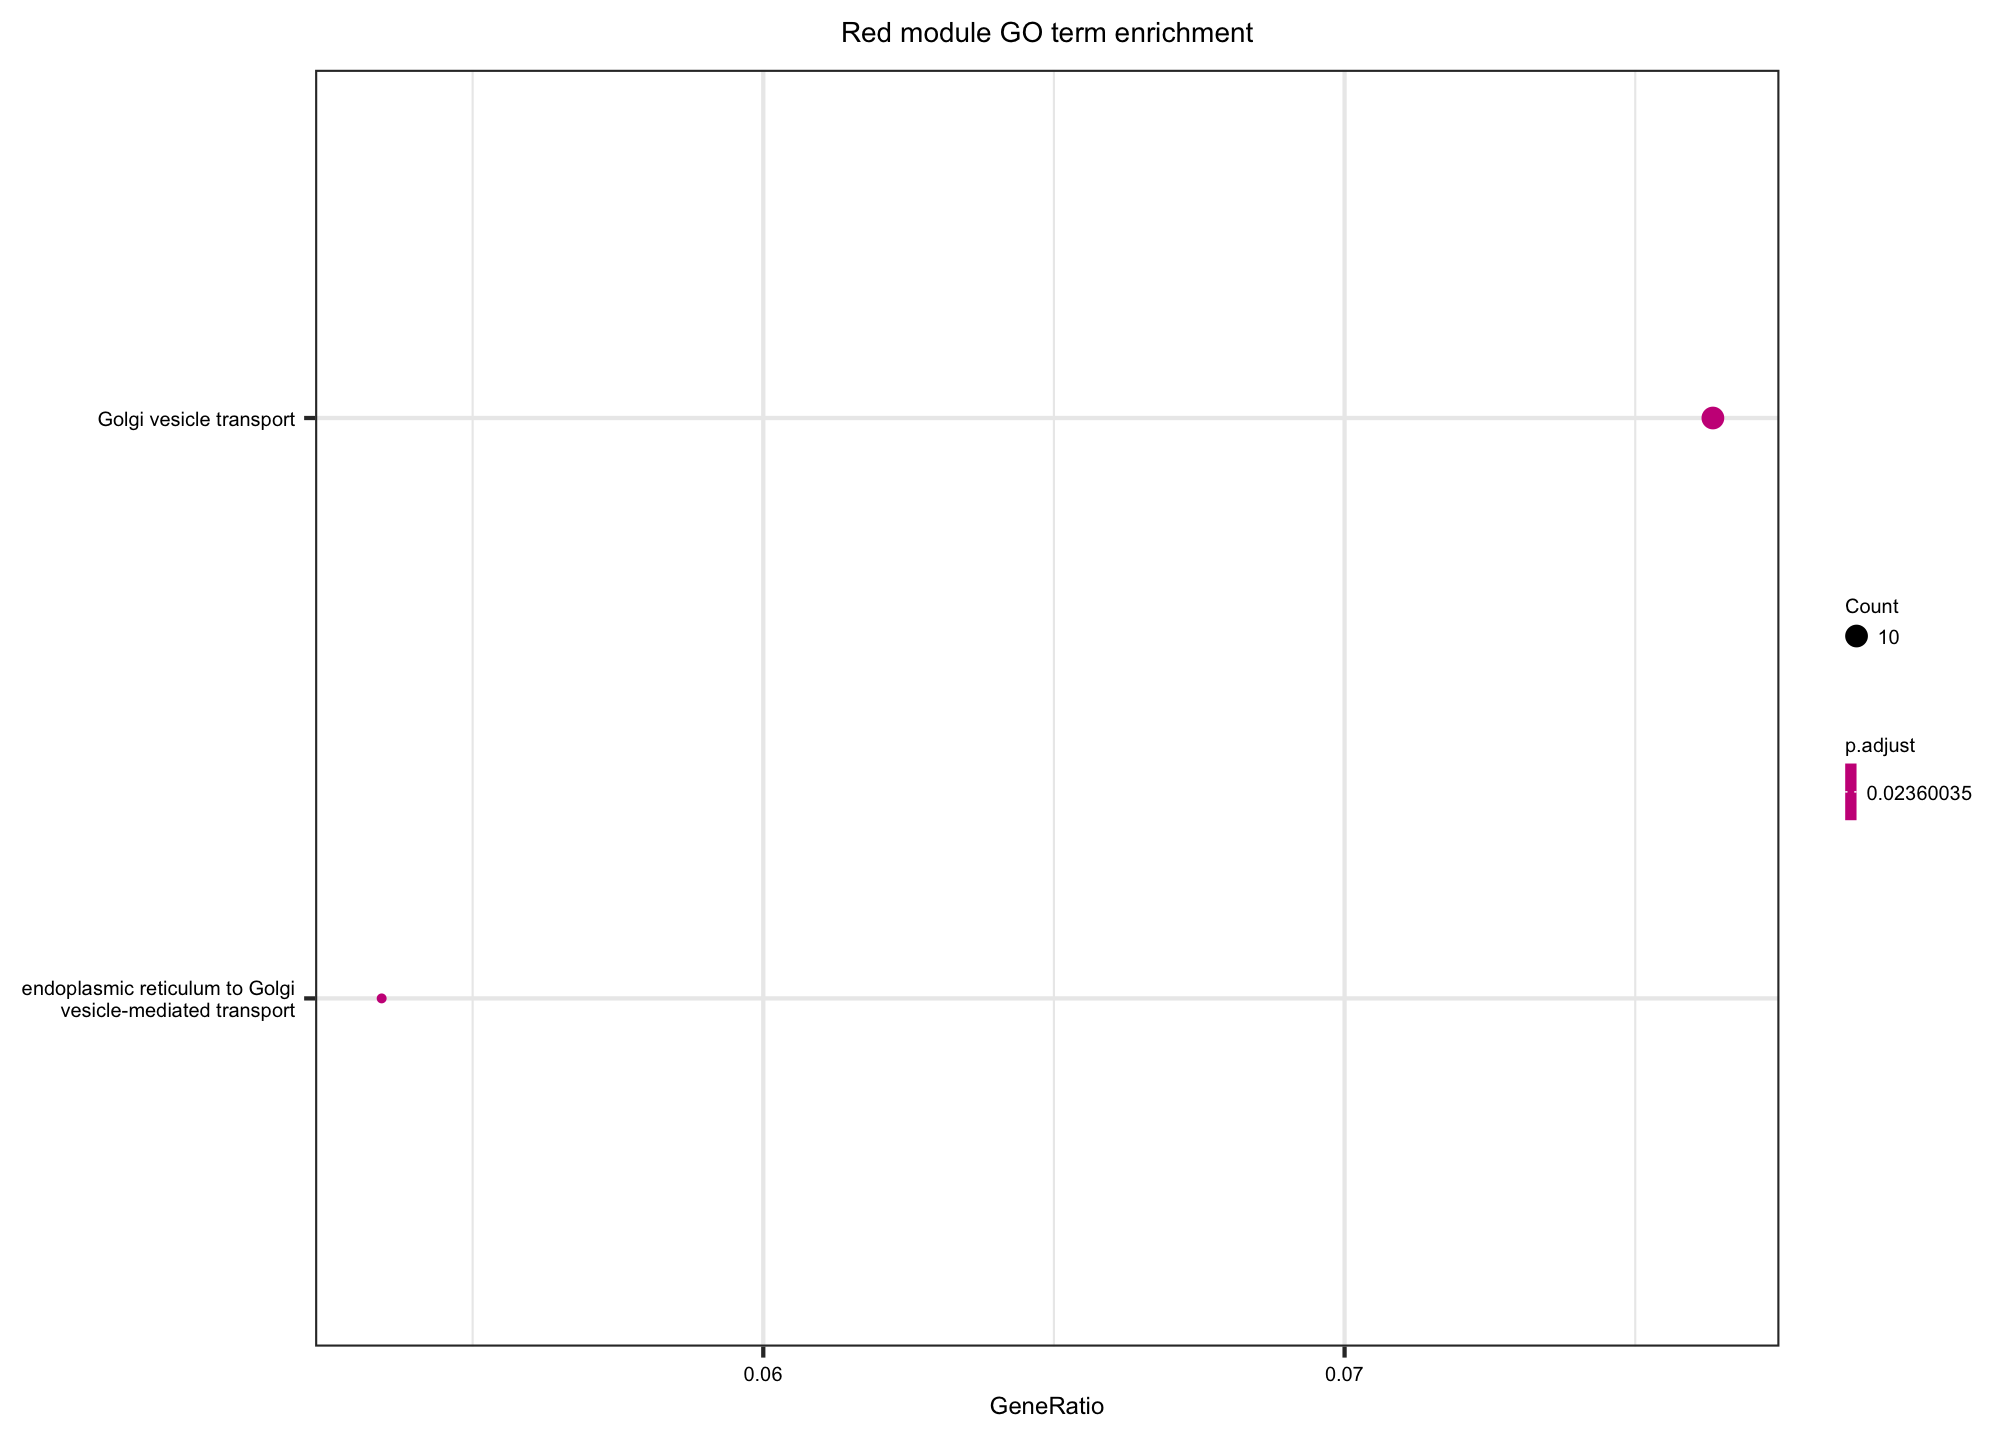 Red module GO term enrichment
Golgi vesicle transport
endoplasmic reticulum to Golgi
vesicle-mediated transport
Count
10
p.adjust
0.02360035
0.06
0.07
GeneRatio